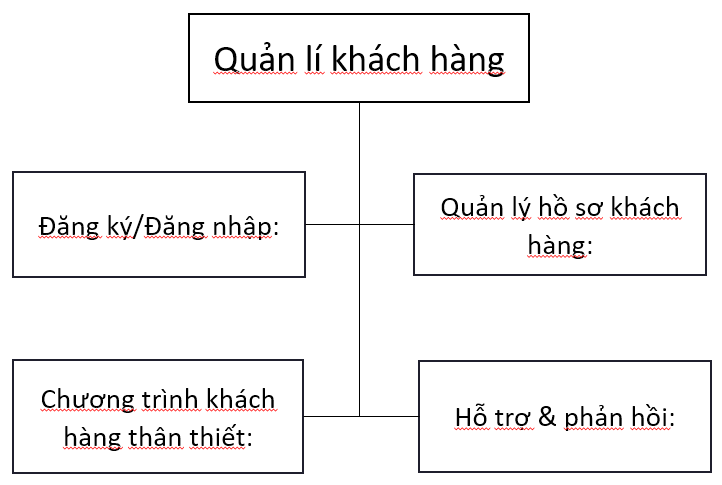 Quản lí khách hàng
Đăng ký/Đăng nhập:
Quản lý hồ sơ khách
hàng:
Chương trình khách
hàng thân thiết:
Hỗ trợ & phản hồi: